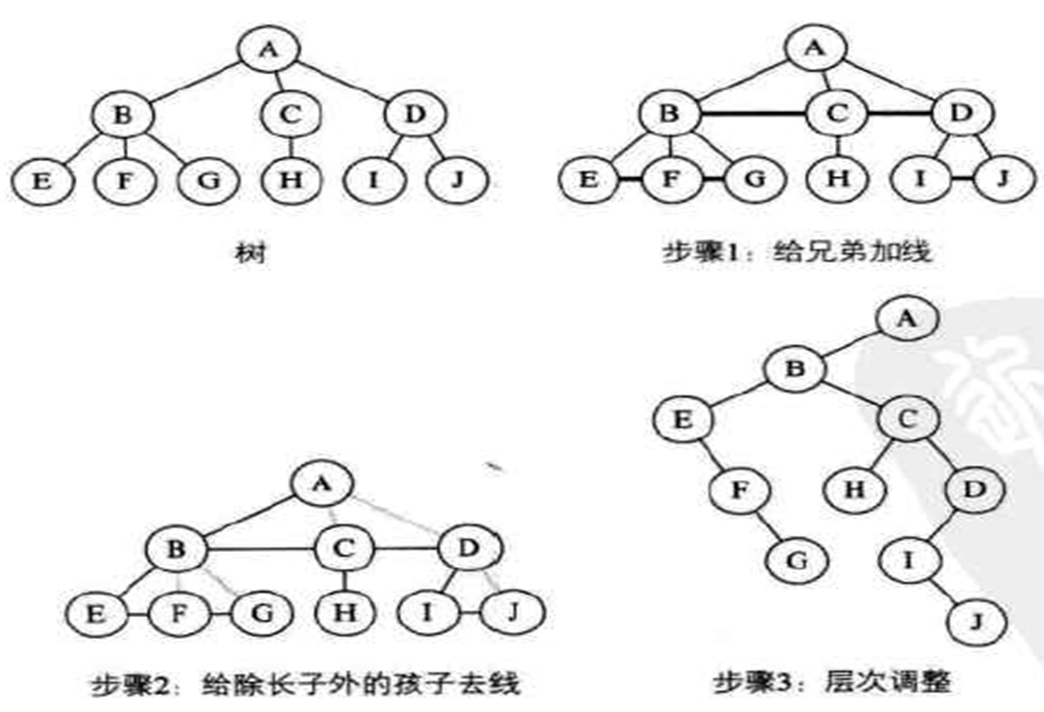 A A
B C D B C D
E F G H I J E F G H I J
树 步骤1：给兄弟加线
A
B
E C
F H D
G I
J
A
B C D
E F G H I J
步骤2：给除长子外的孩子去线 步骤3：层次调整